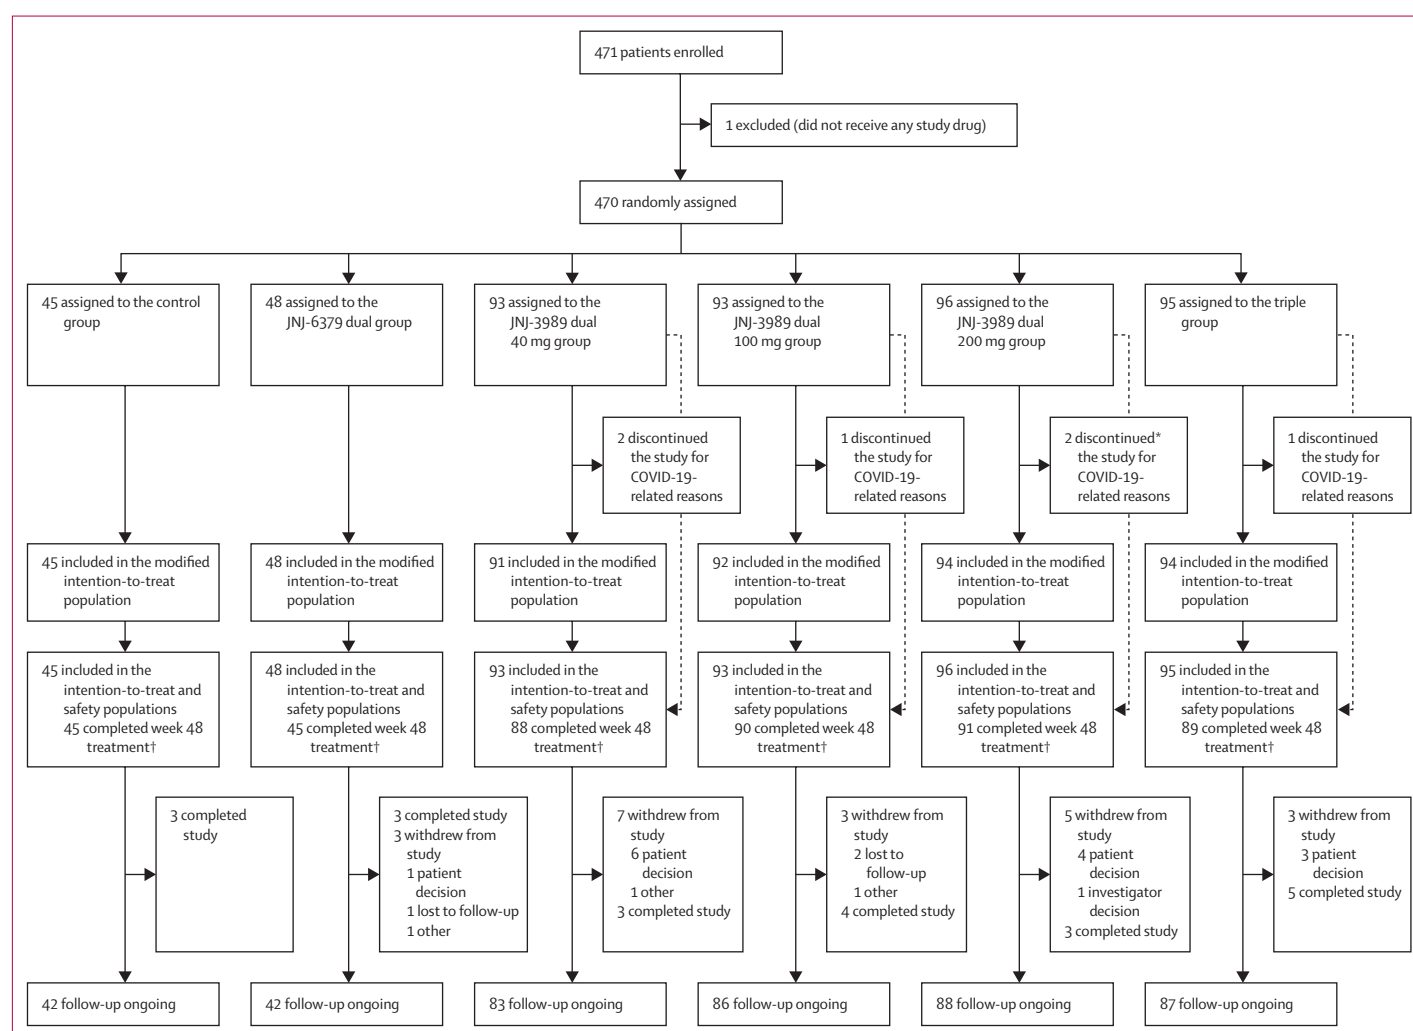 471 patients enrolled
1 excluded (did not receive any study drug)
470 randomly assigned
45 assigned to the control
group
48 assigned to the
JNJ-6379 dual group
93 assigned to the
JNJ-3989 dual
40 mg group
93 assigned to the
JNJ-3989 dual
100 mg group
96 assigned to the
JNJ-3989 dual
200 mg group
95 assigned to the triple
group
2 discontinued
the study for
COVID-19-
related reasons
1 discontinued
the study for
COVID-19-
related reasons
2 discontinued*
the study for
COVID-19-
related reasons
1 discontinued
the study for
COVID-19-
related reasons
45 included in the modified
intention-to-treat
population
48 included in the modified
intention-to-treat
population
91 included in the modified
intention-to-treat
population
92 included in the modified
intention-to-treat
population
94 included in the modified
intention-to-treat
population
94 included in the modified
intention-to-treat
population
45 included in the
intention-to-treat and
safety populations
45 completed week 48
treatment†
48 included in the
intention-to-treat and
safety populations
45 completed week 48
treatment†
93 included in the
intention-to-treat and
safety populations
88 completed week 48
treatment†
93 included in the
intention-to-treat and
safety populations
90 completed week 48
treatment†
96 included in the
intention-to-treat and
safety populations
91 completed week 48
treatment†
95 included in the
intention-to-treat and
safety populations
89 completed week 48
treatment†
3 completed
study
3 completed study
3 withdrew from
study
1 patient
decision
1 lost to follow-up
1 other
7 withdrew from
study
6 patient
decision
1 other
3 completed study
3 withdrew from
study
2 lost to
follow-up
1 other
4 completed study
5 withdrew from
study
4 patient
decision
1 investigator
decision
3 completed study
3 withdrew from
study
3 patient
decision
5 completed study
42 follow-up ongoing
42 follow-up ongoing
83 follow-up ongoing
86 follow-up ongoing
88 follow-up ongoing
87 follow-up ongoing